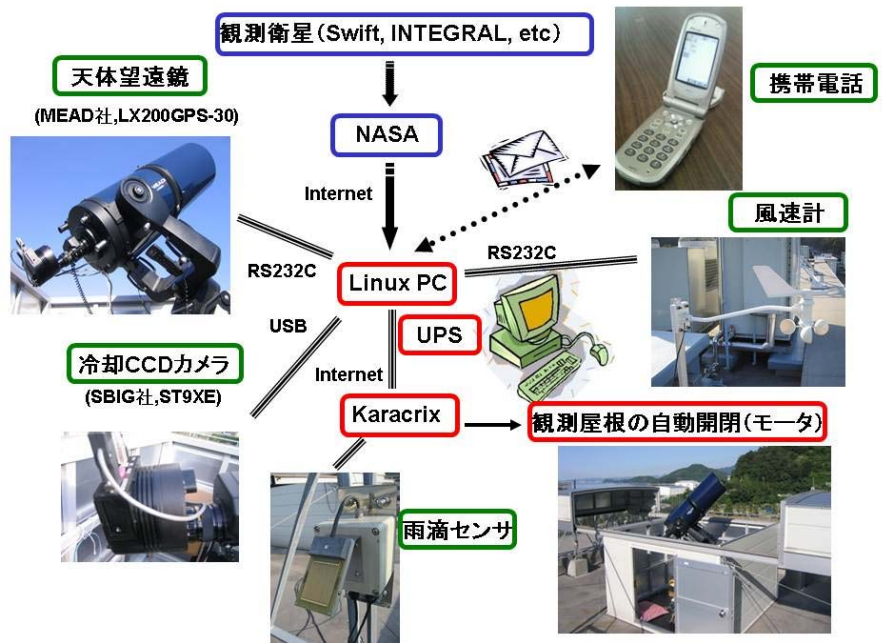 観測衛星(Swift, INTEGRAL, etc)
天体望遠鏡
(MEAD社,LX200GPS-30)
携帯電話
NASA
Internet
風速計
RS232C
RS232C
Linux PC
USB
UPS
冷却CCDカメラ
(SBIG社,ST9XE)
Internet
Karacrix
観測屋根の自動開閉(モータ)
雨滴センサ